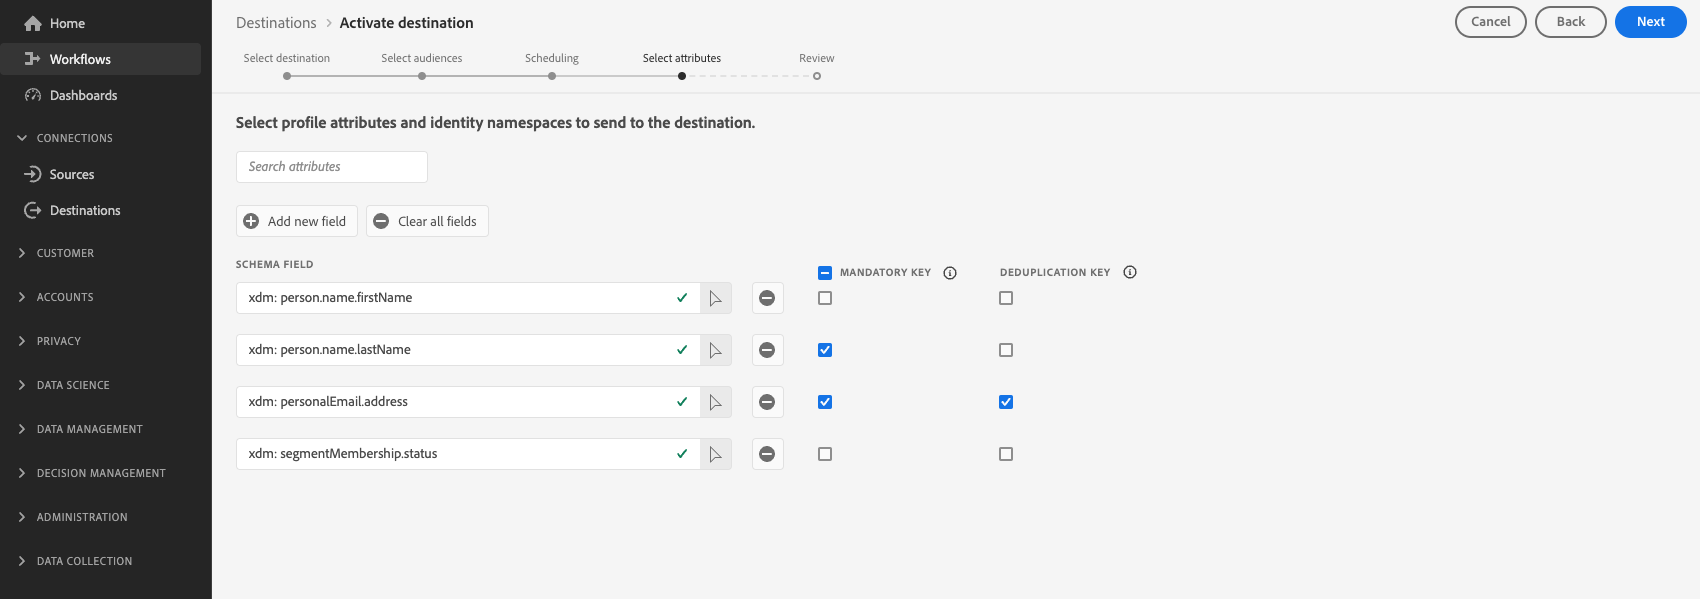 Home
Workflows
Dashboards
CONNECTIONS
Sources
Destinations
CUSTOMER
ACCOUNTS
PRIVACY
DATA SCIENCE
DATA MANAGEMENT
DECISION MANAGEMENT
ADMINISTRATION
DATA COLLECTION
Destinations > Activate destination
Cancel Back Next
Select destination Select audiences Scheduling Select attributes Review
Select profile attributes and identity namespaces to send to the destination.
Search attributes
Add new field Clear all fields
SCHEMA FIELD MANDATORY KEY DEDUPLICATION KEY
xdm: person.name.firstName
xdm: person.name.lastName
xdm: personalEmail.address
xdm: segmentMembership.status